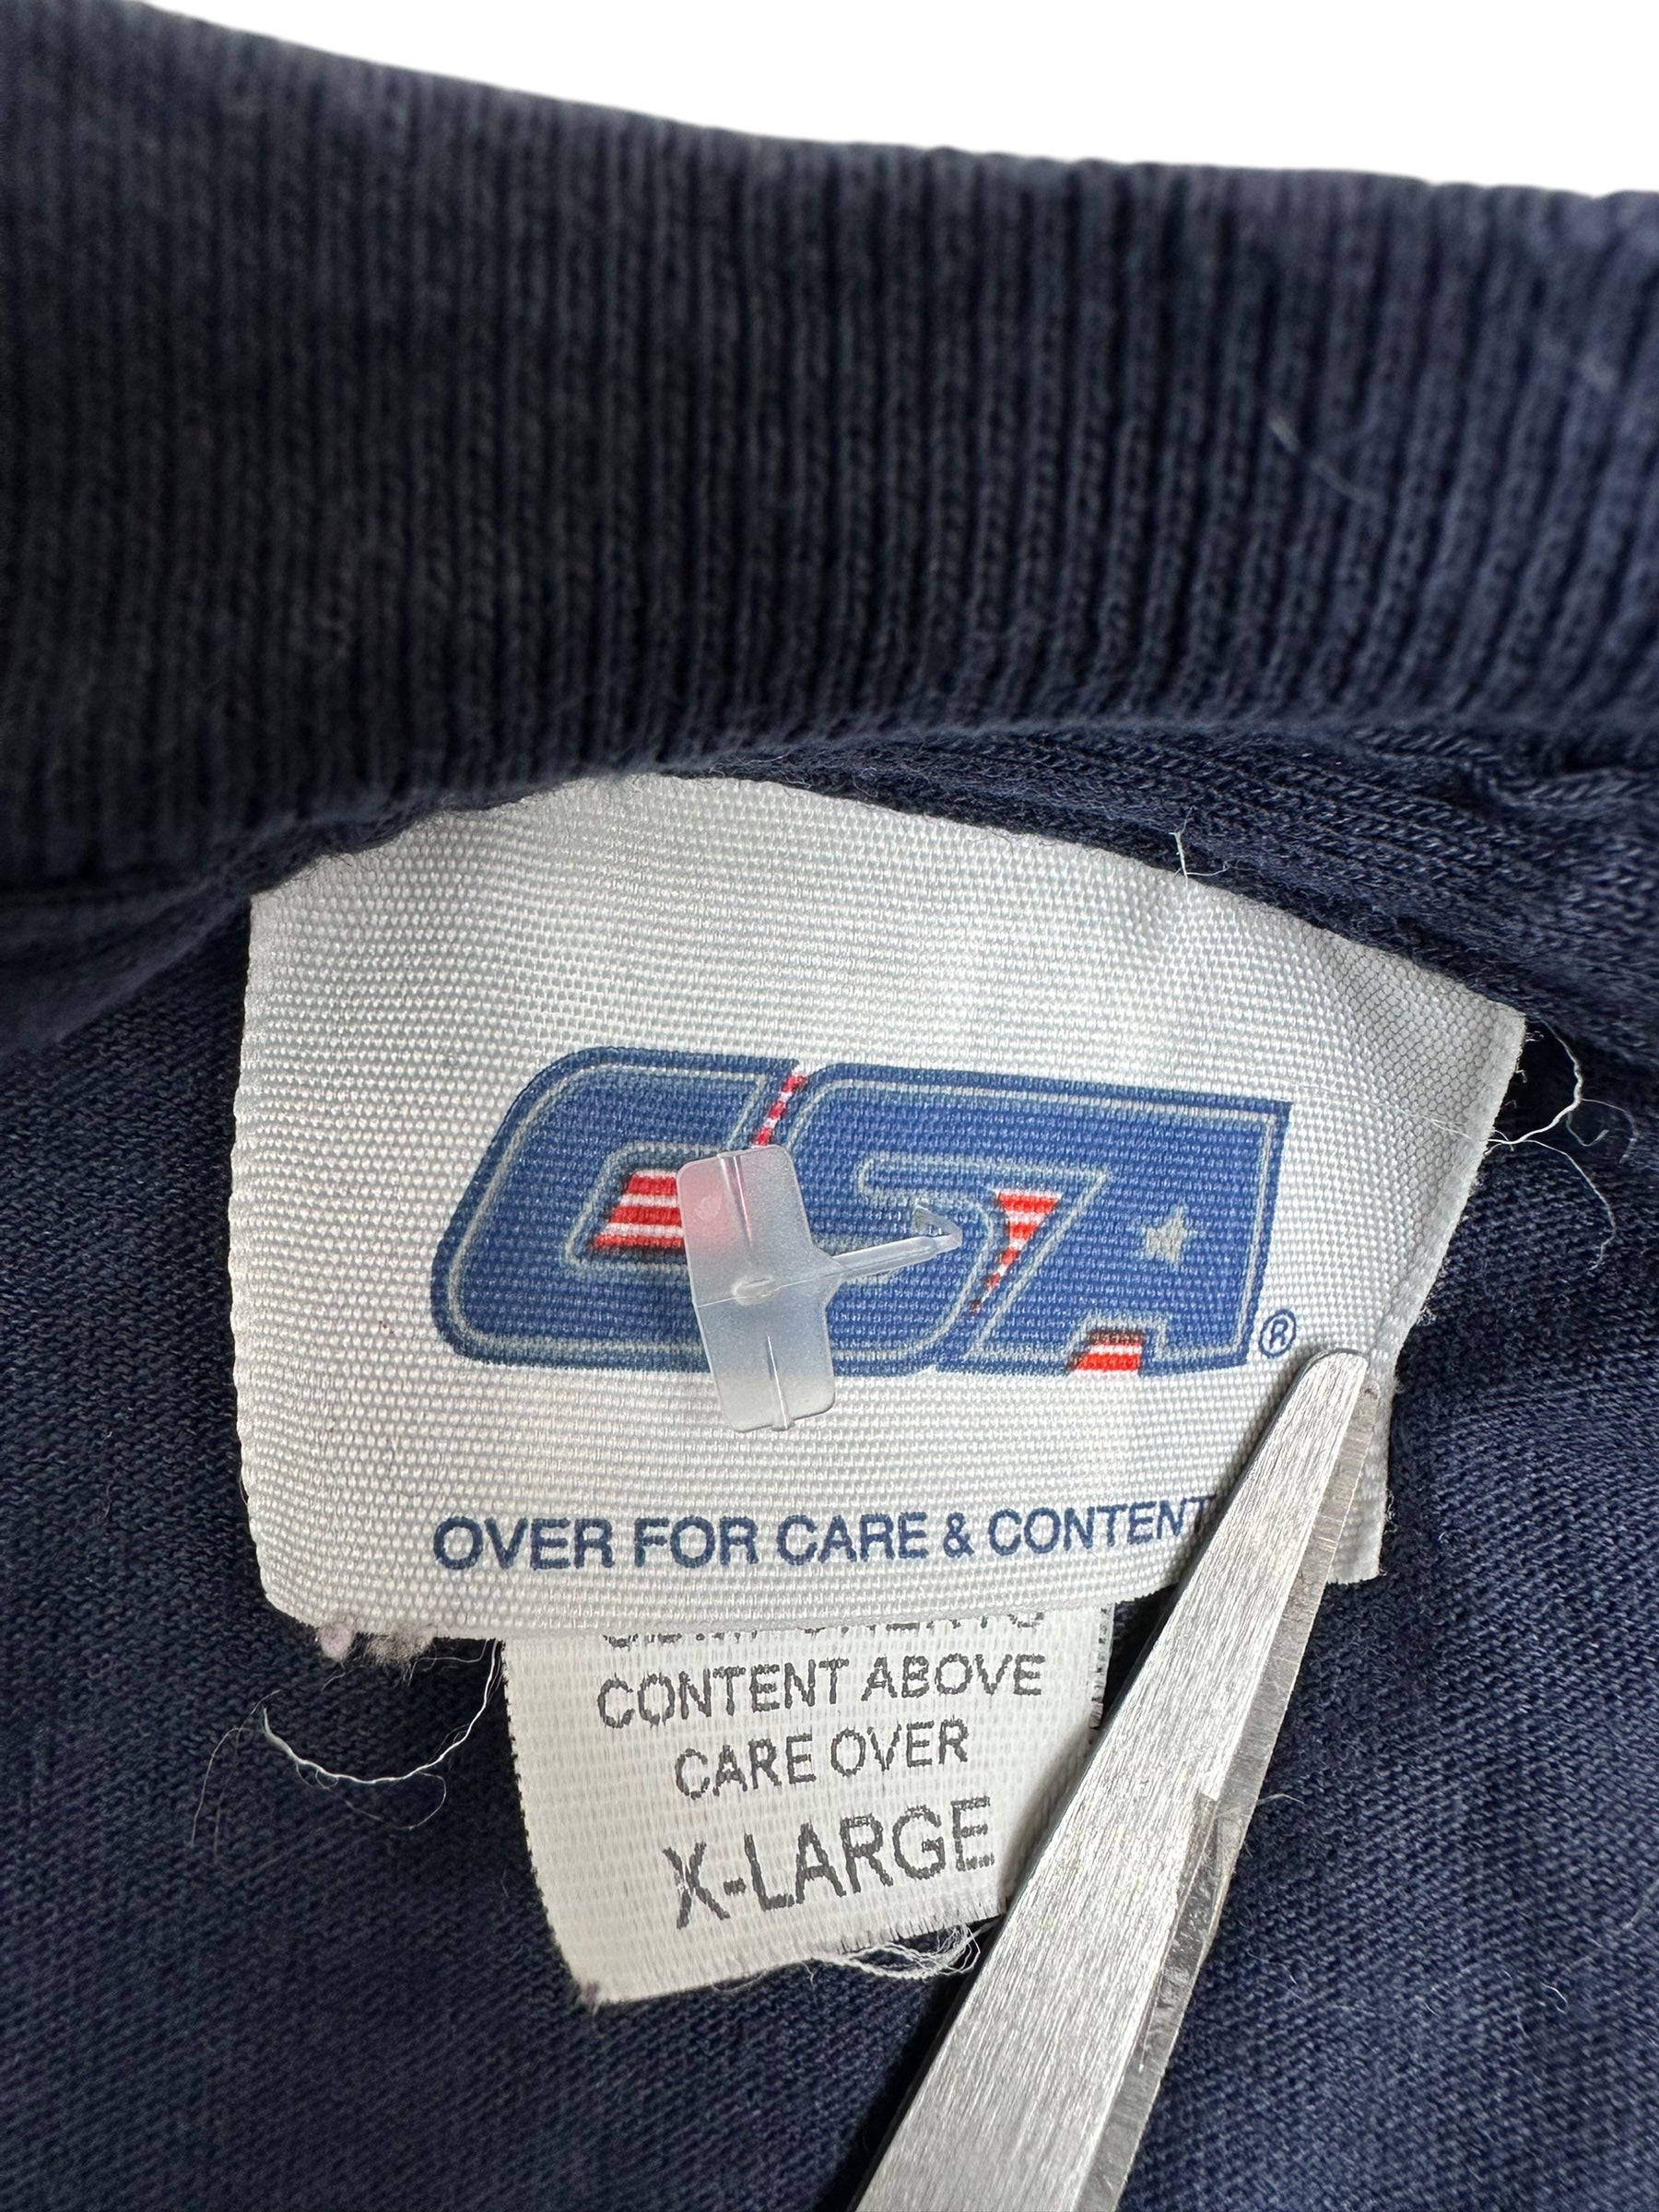 CSA®
OVER FOR CARE & CONTENT
CONTENT ABOVE
CARE OVER
X-LARGE